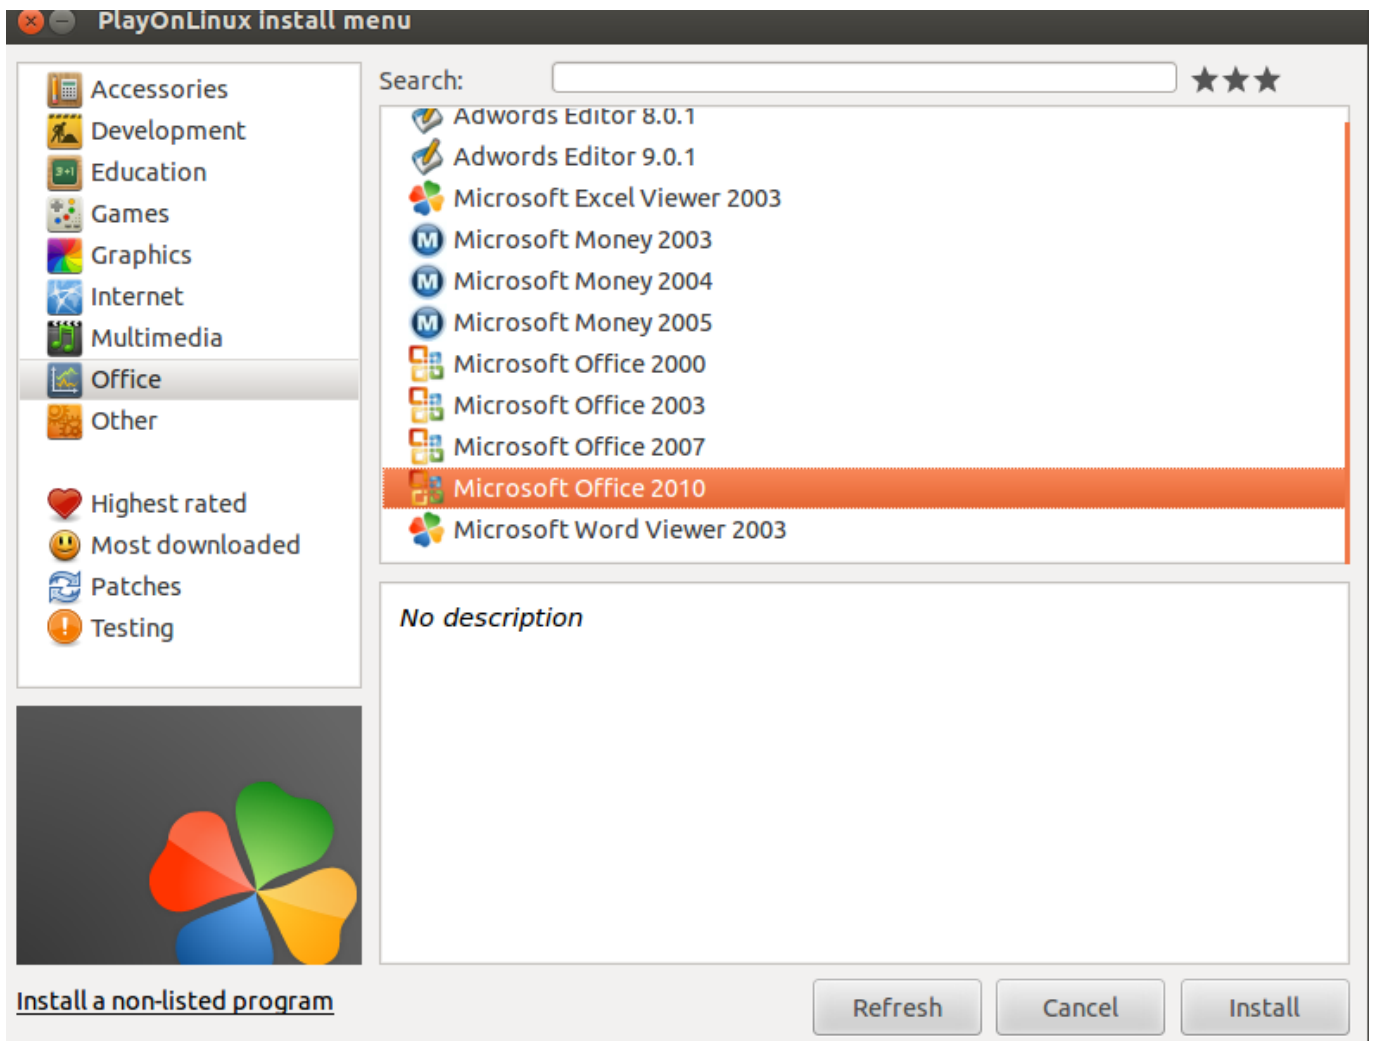 PlayOnLinux install menu
Accessories
Development
Education
Games
Graphics
Internet
Multimedia
Office
Other
Highest rated
Most downloaded
Patches
Testing
Search:
Adwords Editor 8.0.1
Adwords Editor 9.0.1
Microsoft Excel Viewer 2003
Microsoft Money 2003
Microsoft Money 2004
Microsoft Money 2005
Microsoft Office 2000
Microsoft Office 2003
Microsoft Office 2007
Microsoft Office 2010
Microsoft Word Viewer 2003
No description
Install a non-listed program
Refresh
Cancel
Install